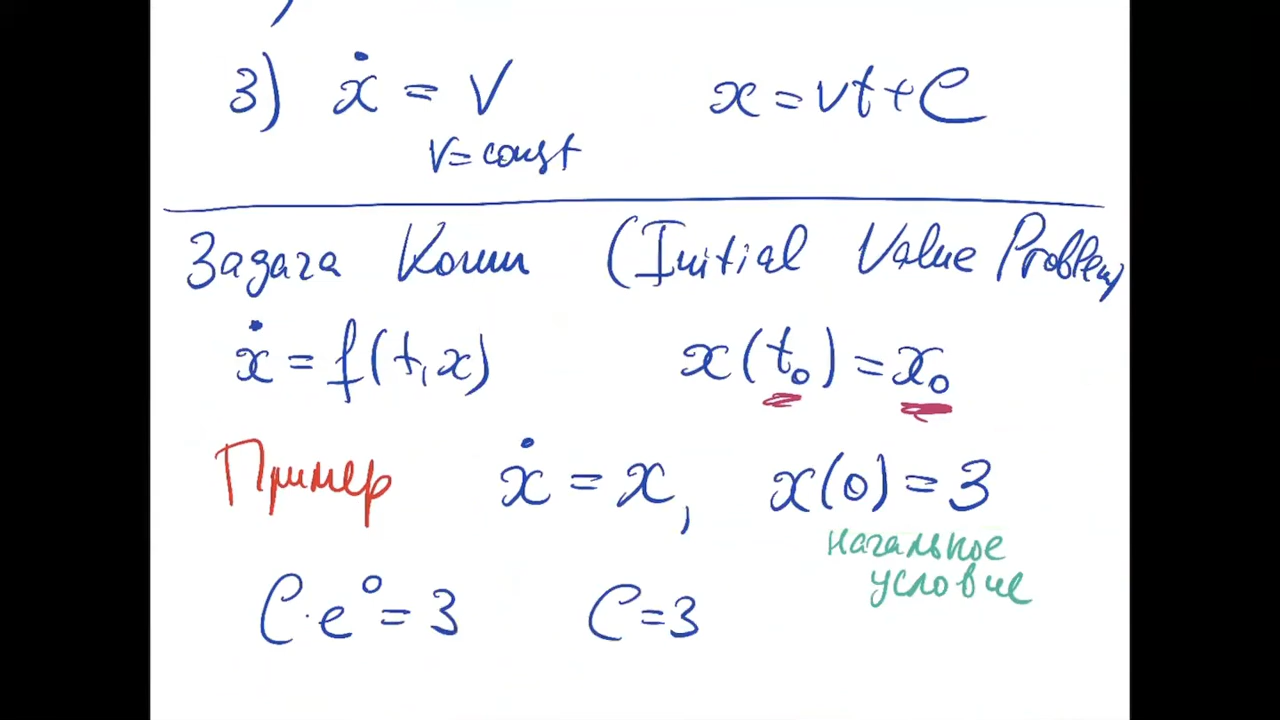 3) ẋ = v x = vt + C
v = const
Задача Коши (Initial Value Problem)
ẋ = f(t, x) x(t₀) = x₀
Пример ẋ = x, x(0) = 3
начальное
условие
C · e⁰ = 3 C = 3